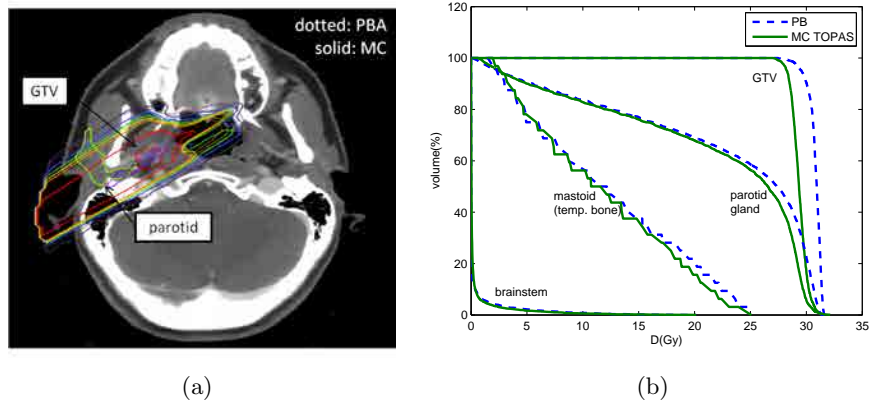 dotted: PBA
solid: MC
GTV
parotid
(a)
PB
MC TOPAS
GTV
mastoid
(temp. bone)
parotid
gland
brainstem
volume(%)
120
100
80
60
40
20
0
0 5 10 15 20 25 30 35
D(Gy)
(b)